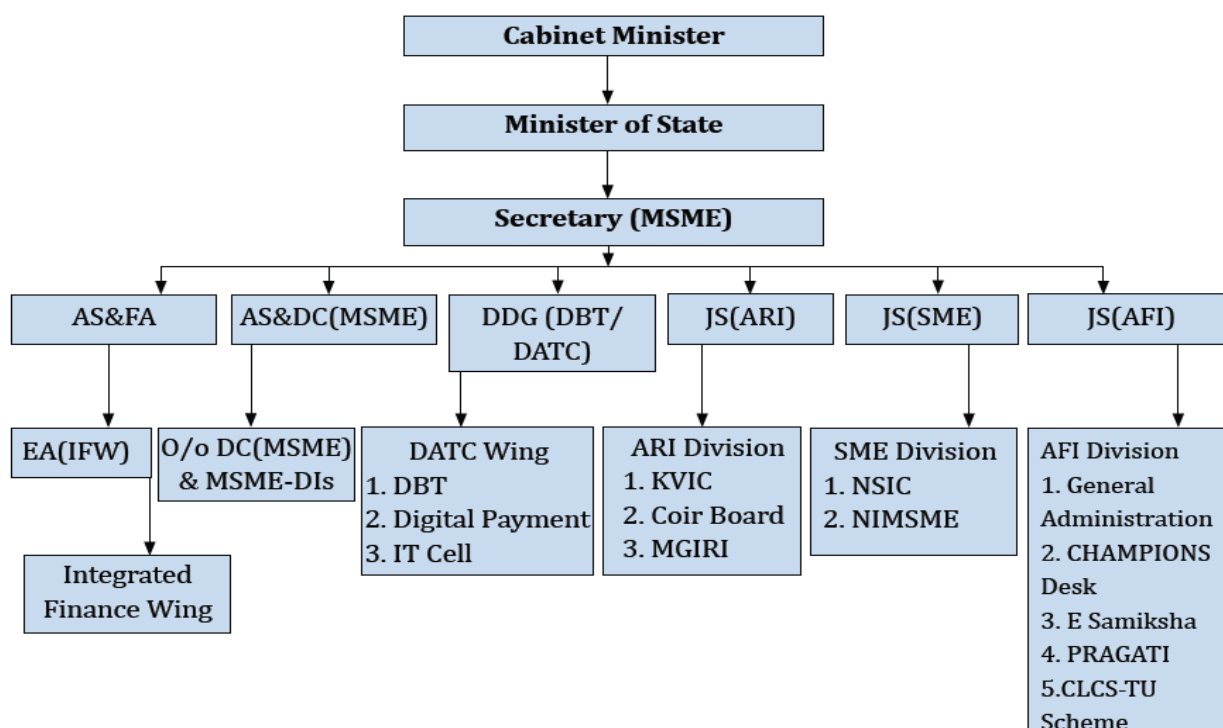 Cabinet Minister
Minister of State
Secretary (MSME)
AS&FA
AS&DC(MSME)
DDG (DBT/
DATC)
JS(ARI)
JS(SME)
JS(AFI)
EA(IFW)
O/o DC(MSME)
& MSME-DIs
DATC Wing
1. DBT
2. Digital Payment
3. IT Cell
ARI Division
1. KVIC
2. Coir Board
3. MGIRI
SME Division
1. NSIC
2. NIMSME
AFI Division
1. General
Administration
2. CHAMPIONS
Desk
3. E Samiksha
4. PRAGATI
5.CLCS-TU
Scheme
Integrated
Finance Wing